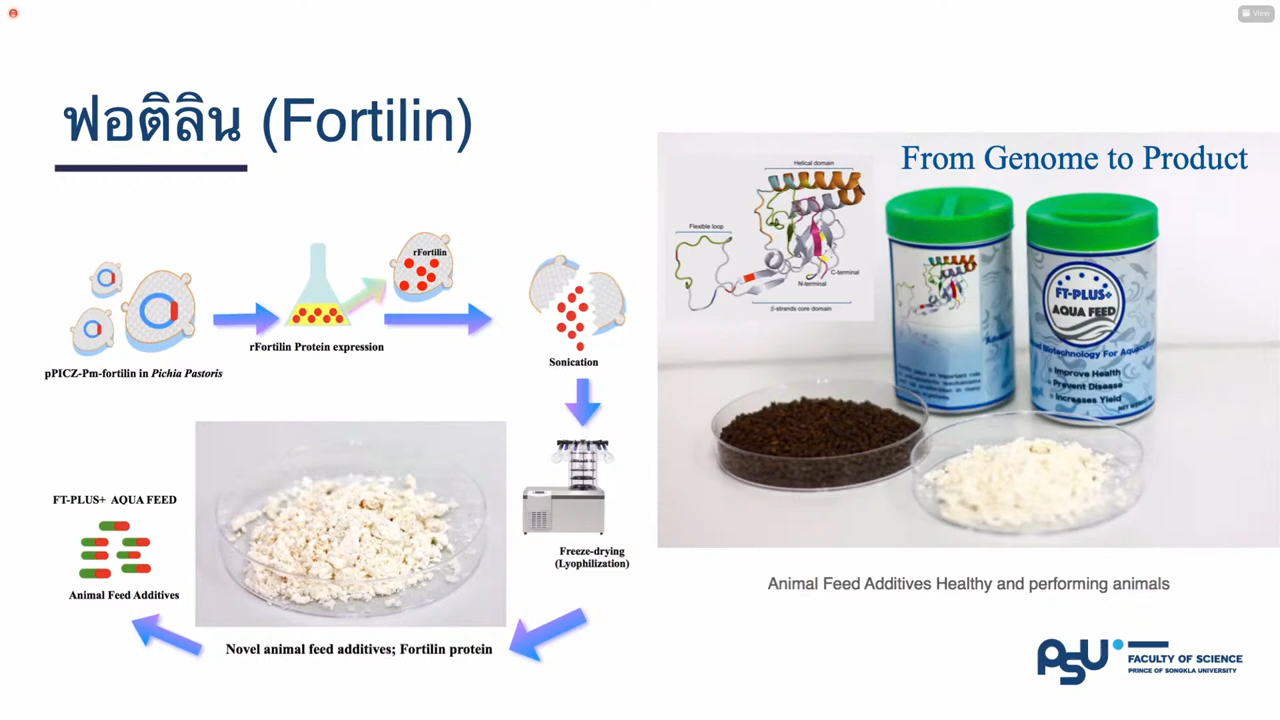 View
ฟอติลิน (Fortilin)
From Genome to Product
Helical domain
Flexible loop
C-terminal
N-terminal
β-strands core domain
FT-PLUS+
AQUA FEED
Biotechnology For
Improve Health
Prevent Disease
Increases Yield
rFortilin
rFortilin Protein expression
pPICZ-Pm-fortilin in Pichia Pastoris
Sonication
Freeze-drying
(Lyophilization)
FT-PLUS+ AQUA FEED
Animal Feed Additives
Novel animal feed additives; Fortilin protein
Animal Feed Additives Healthy and performing animals
PSU
FACULTY OF SCIENCE
PRINCE OF SONGKLA UNIVERSITY